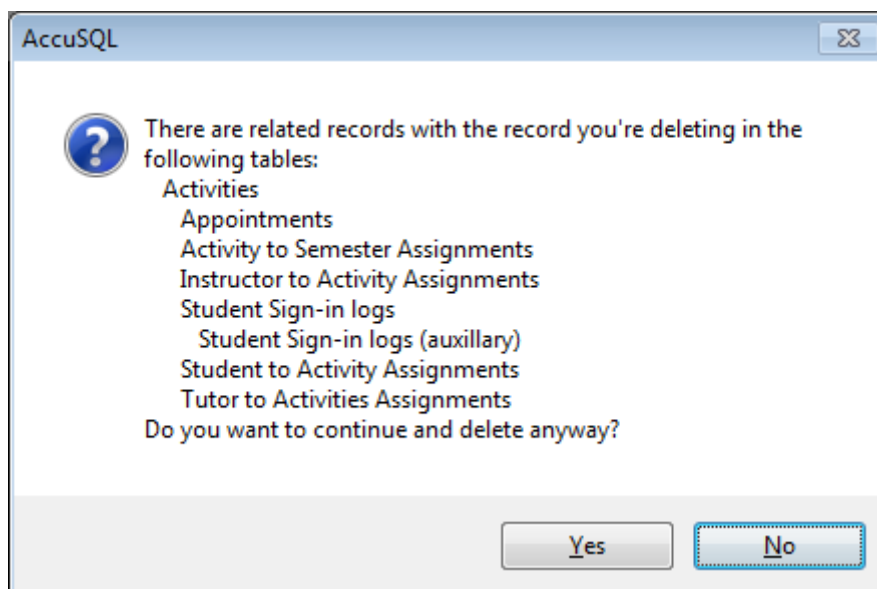 AccuSQL
There are related records with the record you're deleting in the
following tables:
Activities
Appointments
Activity to Semester Assignments
Instructor to Activity Assignments
Student Sign-in logs
Student Sign-in logs (auxillary)
Student to Activity Assignments
Tutor to Activities Assignments
Do you want to continue and delete anyway?
Yes
No